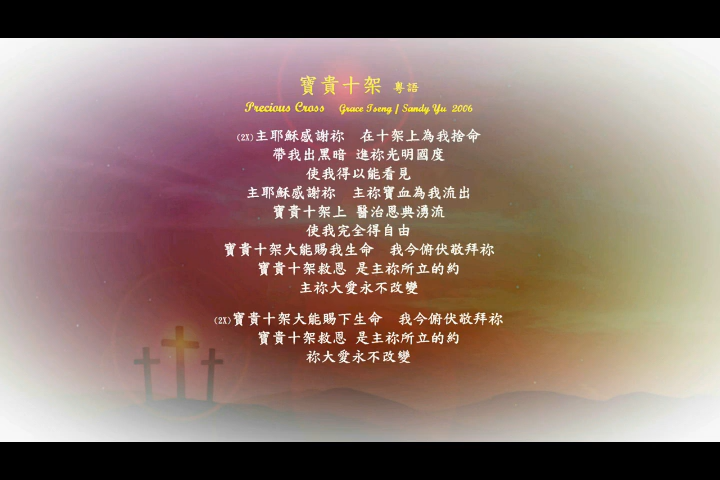 寶貴十架 粵語
Precious Cross Grace Tseng / Sandy Yu 2006
(2X)主耶穌感謝祢 在十架上為我捨命
帶我出黑暗 進祢光明國度
使我得以能看見
主耶穌感謝祢 主祢寶血為我流出
寶貴十架上 醫治恩典湧流
使我完全得自由
寶貴十架大能賜我生命 我今俯伏敬拜祢
寶貴十架救恩 是主祢所立的約
主祢大愛永不改變
(2X)寶貴十架大能賜下生命 我今俯伏敬拜祢
寶貴十架救恩 是主祢所立的約
祢大愛永不改變